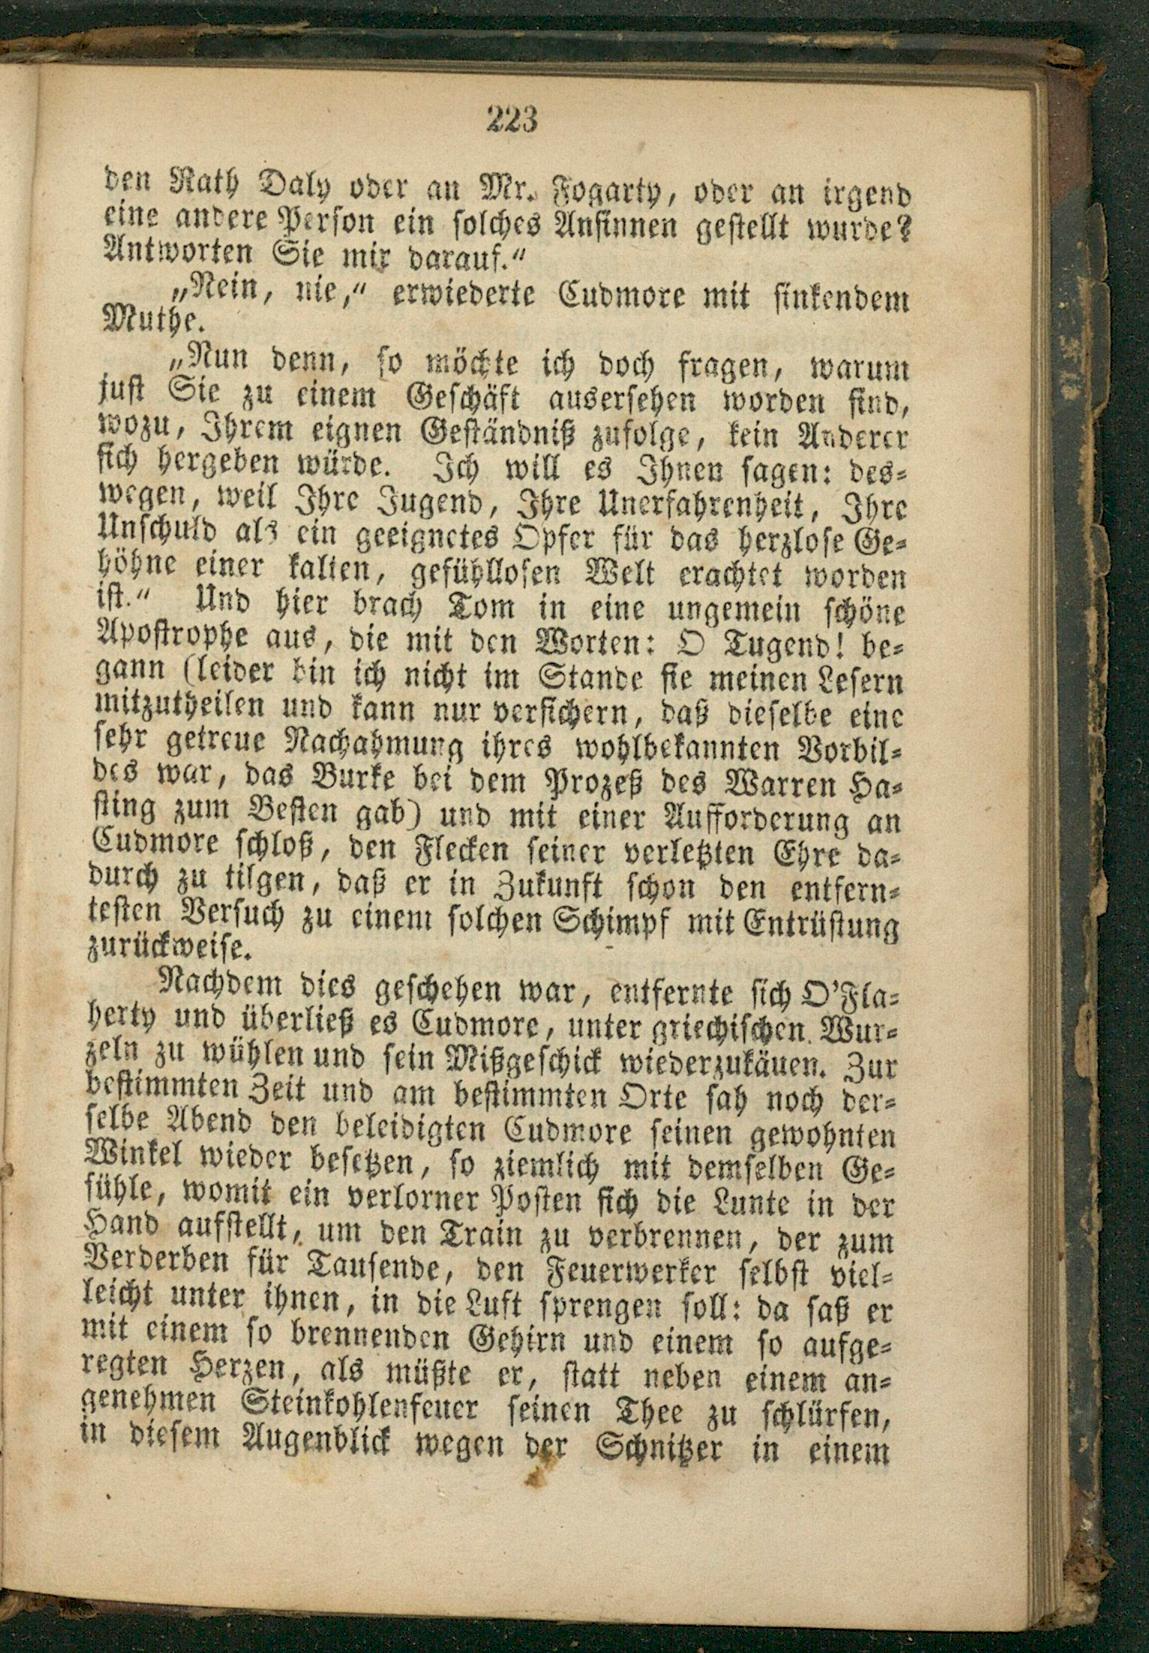 223
den Rath Daly oder an Mr. Fogarty, oder an irgend
eine andere Person ein solches Ansinnen gestellt wurde?
Antworten Sie mir darauf.“
„Nein, nie,“ erwiederte Cudmore mit sinkendem
Muthe.
„Nun denn, so möchte ich doch fragen, warum
just Sie zu einem Geschäft ausersehen worden sind,
wozu, Ihrem eignen Geständniß zufolge, kein Anderer
sich hergeben würde. Ich will es Ihnen sagen: des-
wegen, weil Ihre Jugend, Ihre Unerfahrenheit, Ihre
Unschuld als ein geeignetes Opfer für das herzlose Ge-
höhne einer kalten, gefühllosen Welt erachtet worden
ist.“ Und hier brach Tom in eine ungemein schöne
Apostrophe aus, die mit den Worten: O Tugend! be-
gann (leider bin ich nicht im Stande sie meinen Lesern
mitzutheilen und kann nur versichern, daß dieselbe eine
sehr getreue Nachahmung ihres wohlbekannten Vorbil-
des war, das Burke bei dem Prozeß des Warren Ha-
sting zum Besten gab) und mit einer Aufforderung an
Cudmore schloß, den Flecken seiner verletzten Ehre da-
durch zu tilgen, daß er in Zukunft schon den entfern-
testen Versuch zu einem solchen Schimpf mit Entrüstung
zurückweise.
Nachdem dies geschehen war, entfernte sich O'Fla-
herty und überließ es Cudmore, unter griechischen Wur-
zeln zu wühlen und sein Mißgeschick wiederzukäuen. Zur
bestimmten Zeit und am bestimmten Orte sah noch der-
selbe Abend den beleidigten Cudmore seinen gewohnten
Winkel wieder besetzen, so ziemlich mit demselben Ge-
fühle, womit ein verlorner Posten sich die Lunte in der
Hand aufstellt, um den Train zu verbrennen, der zum
Verderben für Tausende, den Feuerwerker selbst viel-
leicht unter ihnen, in die Luft sprengen soll: da saß er
mit einem so brennenden Gehirn und einem so aufge-
regten Herzen, als müßte er, statt neben einem an-
genehmen Steinkohlenfeuer seinen Thee zu schlürfen,
in diesem Augenblick wegen der Schnitzer in einem